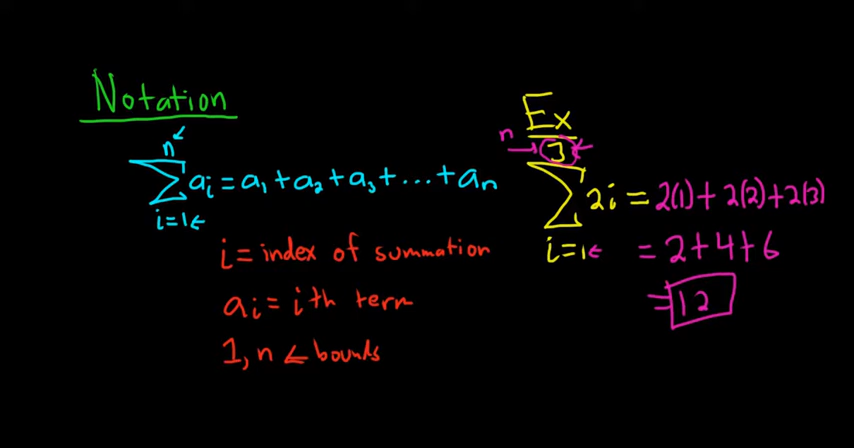 Notation
n
∑ aᵢ = a₁ + a₂ + a₃ + ... + aₙ
i=1
i = index of summation
aᵢ = ith term
1, n ← bounds
Ex
n → 3 ←
∑ 2i = 2(1) + 2(2) + 2(3)
i=1 ←
= 2 + 4 + 6
= 12